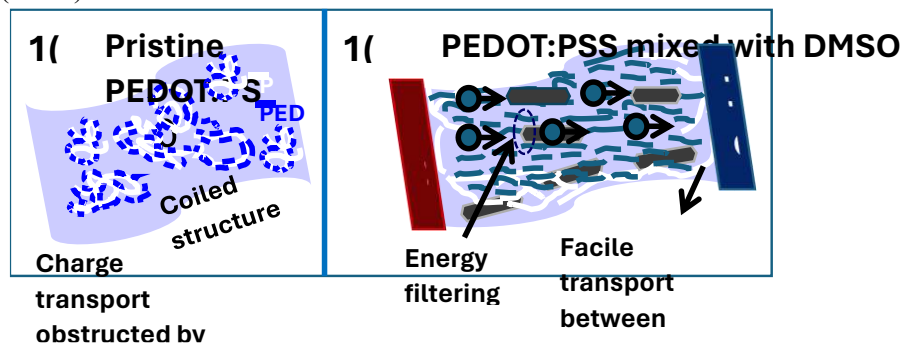 1(
Pristine
PEDOT:PSS
PED
Coiled
structure
Charge
transport
obstructed by
1(
PEDOT:PSS mixed with DMSO
Energy
filtering
Facile
transport
between